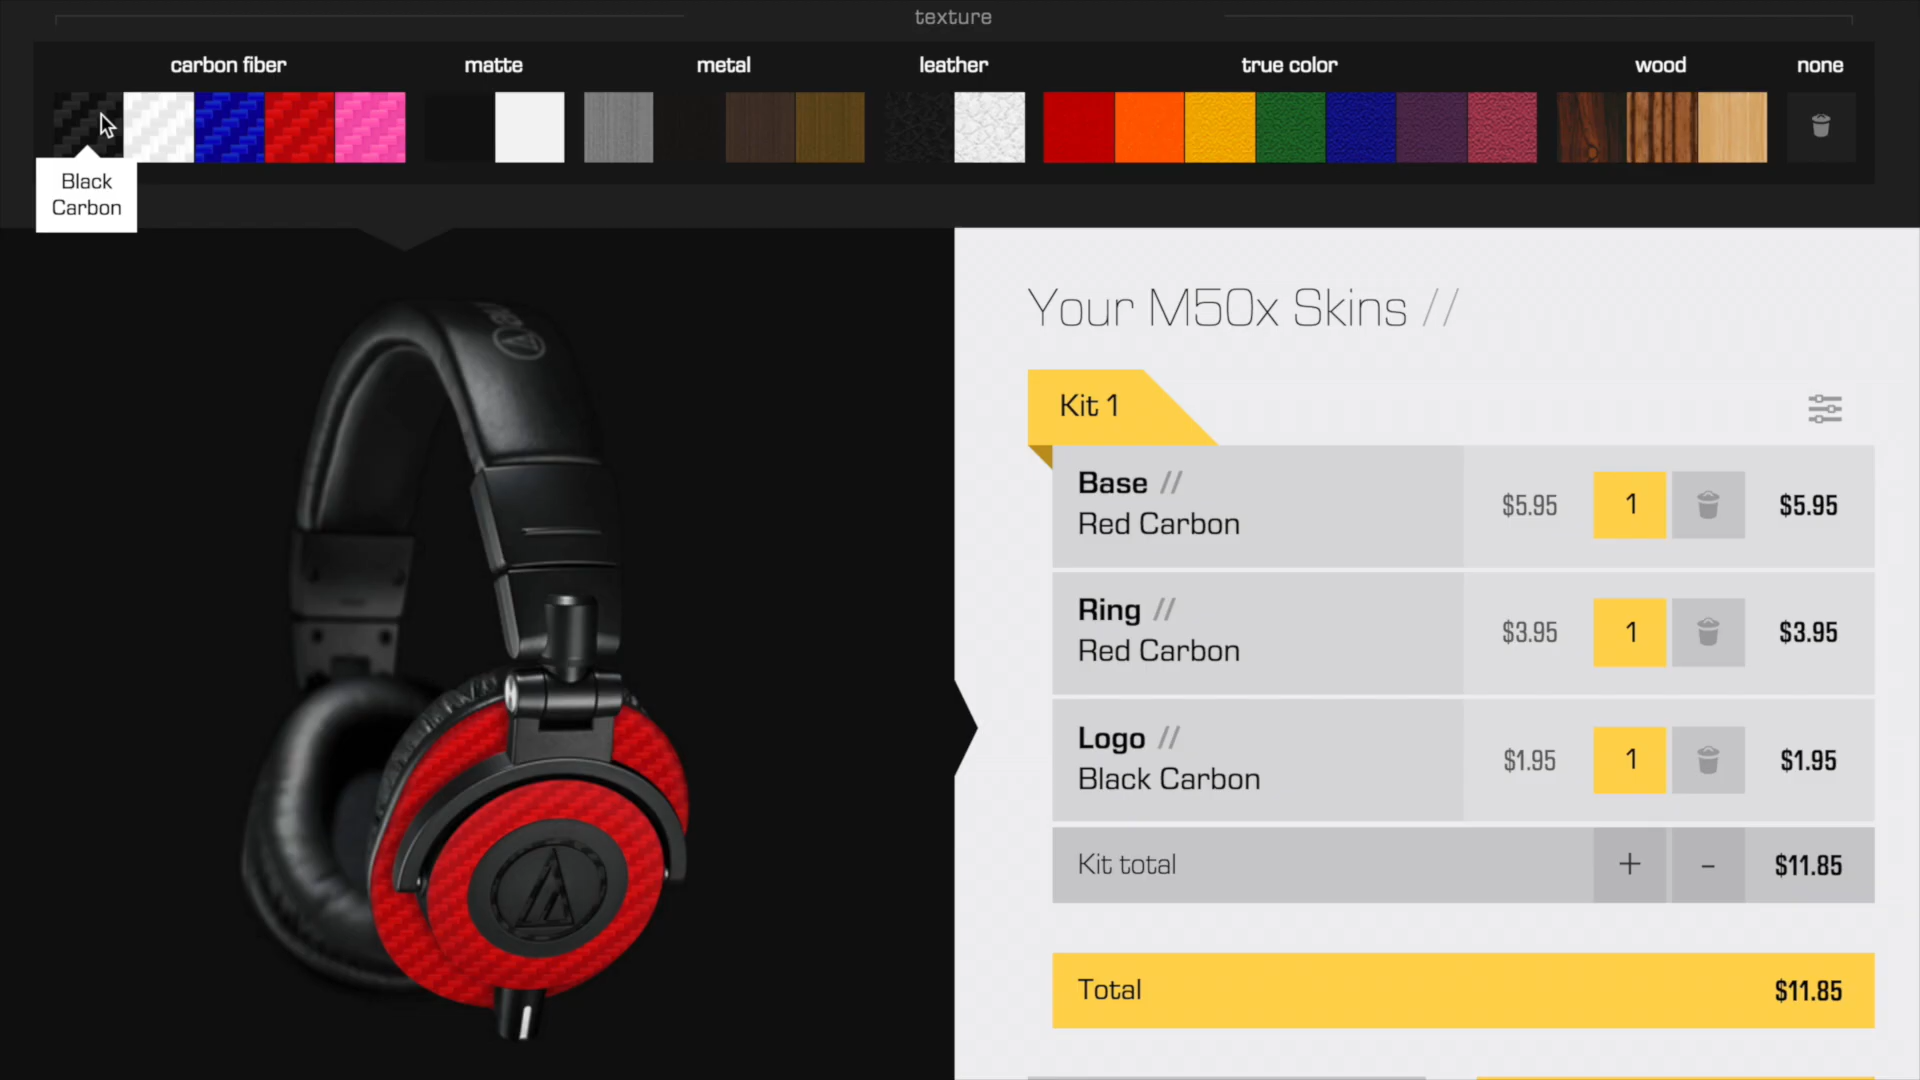 texture
carbon fiber
matte
metal
leather
true color
wood
none
Black
Carbon
Your M50x Skins //
Kit 1
Base //
Red Carbon
$5.95
1
$5.95
Ring //
Red Carbon
$3.95
1
$3.95
Logo //
Black Carbon
$1.95
1
$1.95
Kit total
+
-
$11.85
Total
$11.85